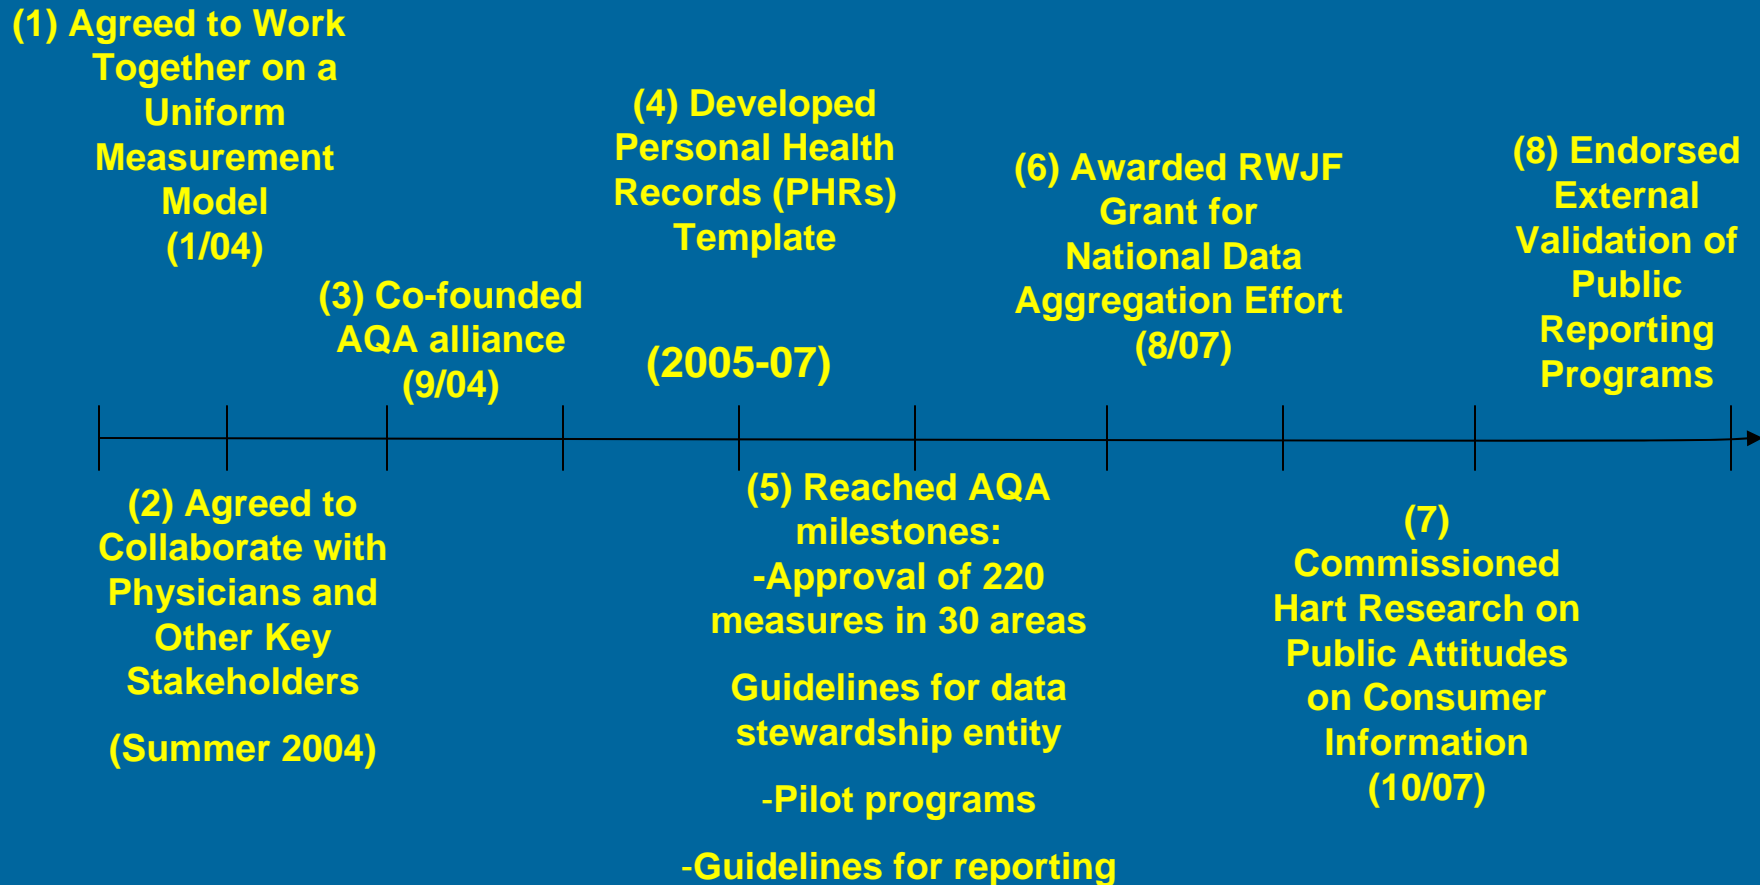 (1) Agreed to Work
Together on a
Uniform
Measurement
Model
(1/04)
(2) Agreed to
Collaborate with
Physicians and
Other Key
Stakeholders
(Summer 2004)
(3) Co-founded
AQA alliance
(9/04)
(4) Developed
Personal Health
Records (PHRs)
Template
(2005-07)
(5) Reached AQA
milestones:
-Approval of 220
measures in 30 areas
Guidelines for data
stewardship entity
-Pilot programs
-Guidelines for reporting
(6) Awarded RWJF
Grant for
National Data
Aggregation Effort
(8/07)
(7)
Commissioned
Hart Research on
Public Attitudes
on Consumer
Information
(10/07)
(8) Endorsed
External
Validation of
Public
Reporting
Programs